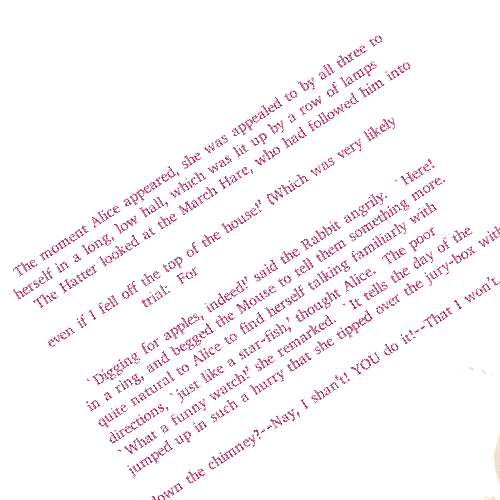 The moment Alice appeared, she was appealed to by all three to
herself in a long, low hall, which was lit up by a row of lamps
The Hatter looked at the March Hare, who had followed him into
even if I fell off the top of the house!' (Which was very likely
trial: For
`Digging for apples, indeed!' said the Rabbit angrily. `Here!
in a ring, and begged the Mouse to tell them something more.
quite natural to Alice to find herself talking familiarly with
directions, `just like a star-fish,' thought Alice. The poor
`What a funny watch!' she remarked. `It tells the day of the
jumped up in such a hurry that she tipped over the jury-box with
down the chimney?--Nay, I shan't! YOU do it!--That I won't,